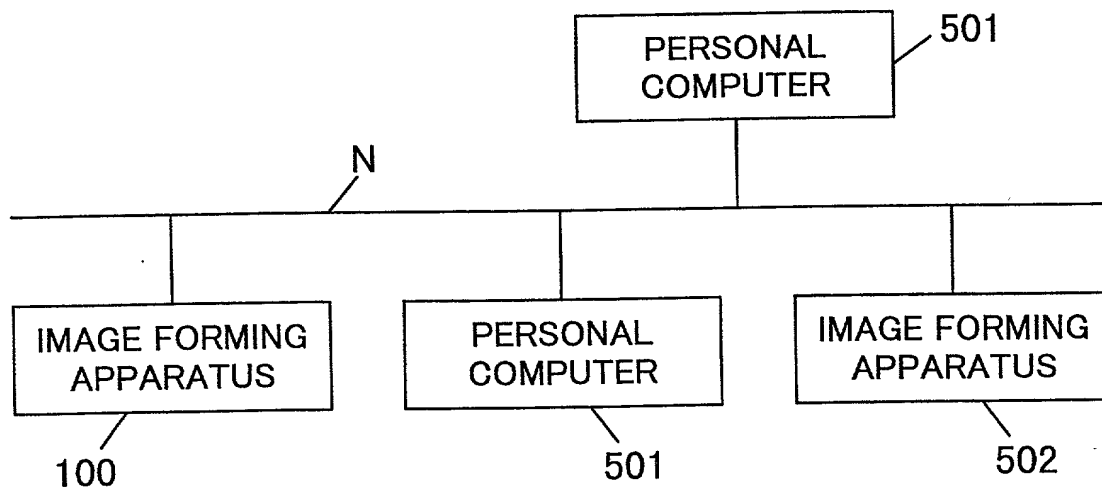 PERSONAL
COMPUTER
501
N
IMAGE FORMING
APPARATUS
100
PERSONAL
COMPUTER
501
IMAGE FORMING
APPARATUS
502